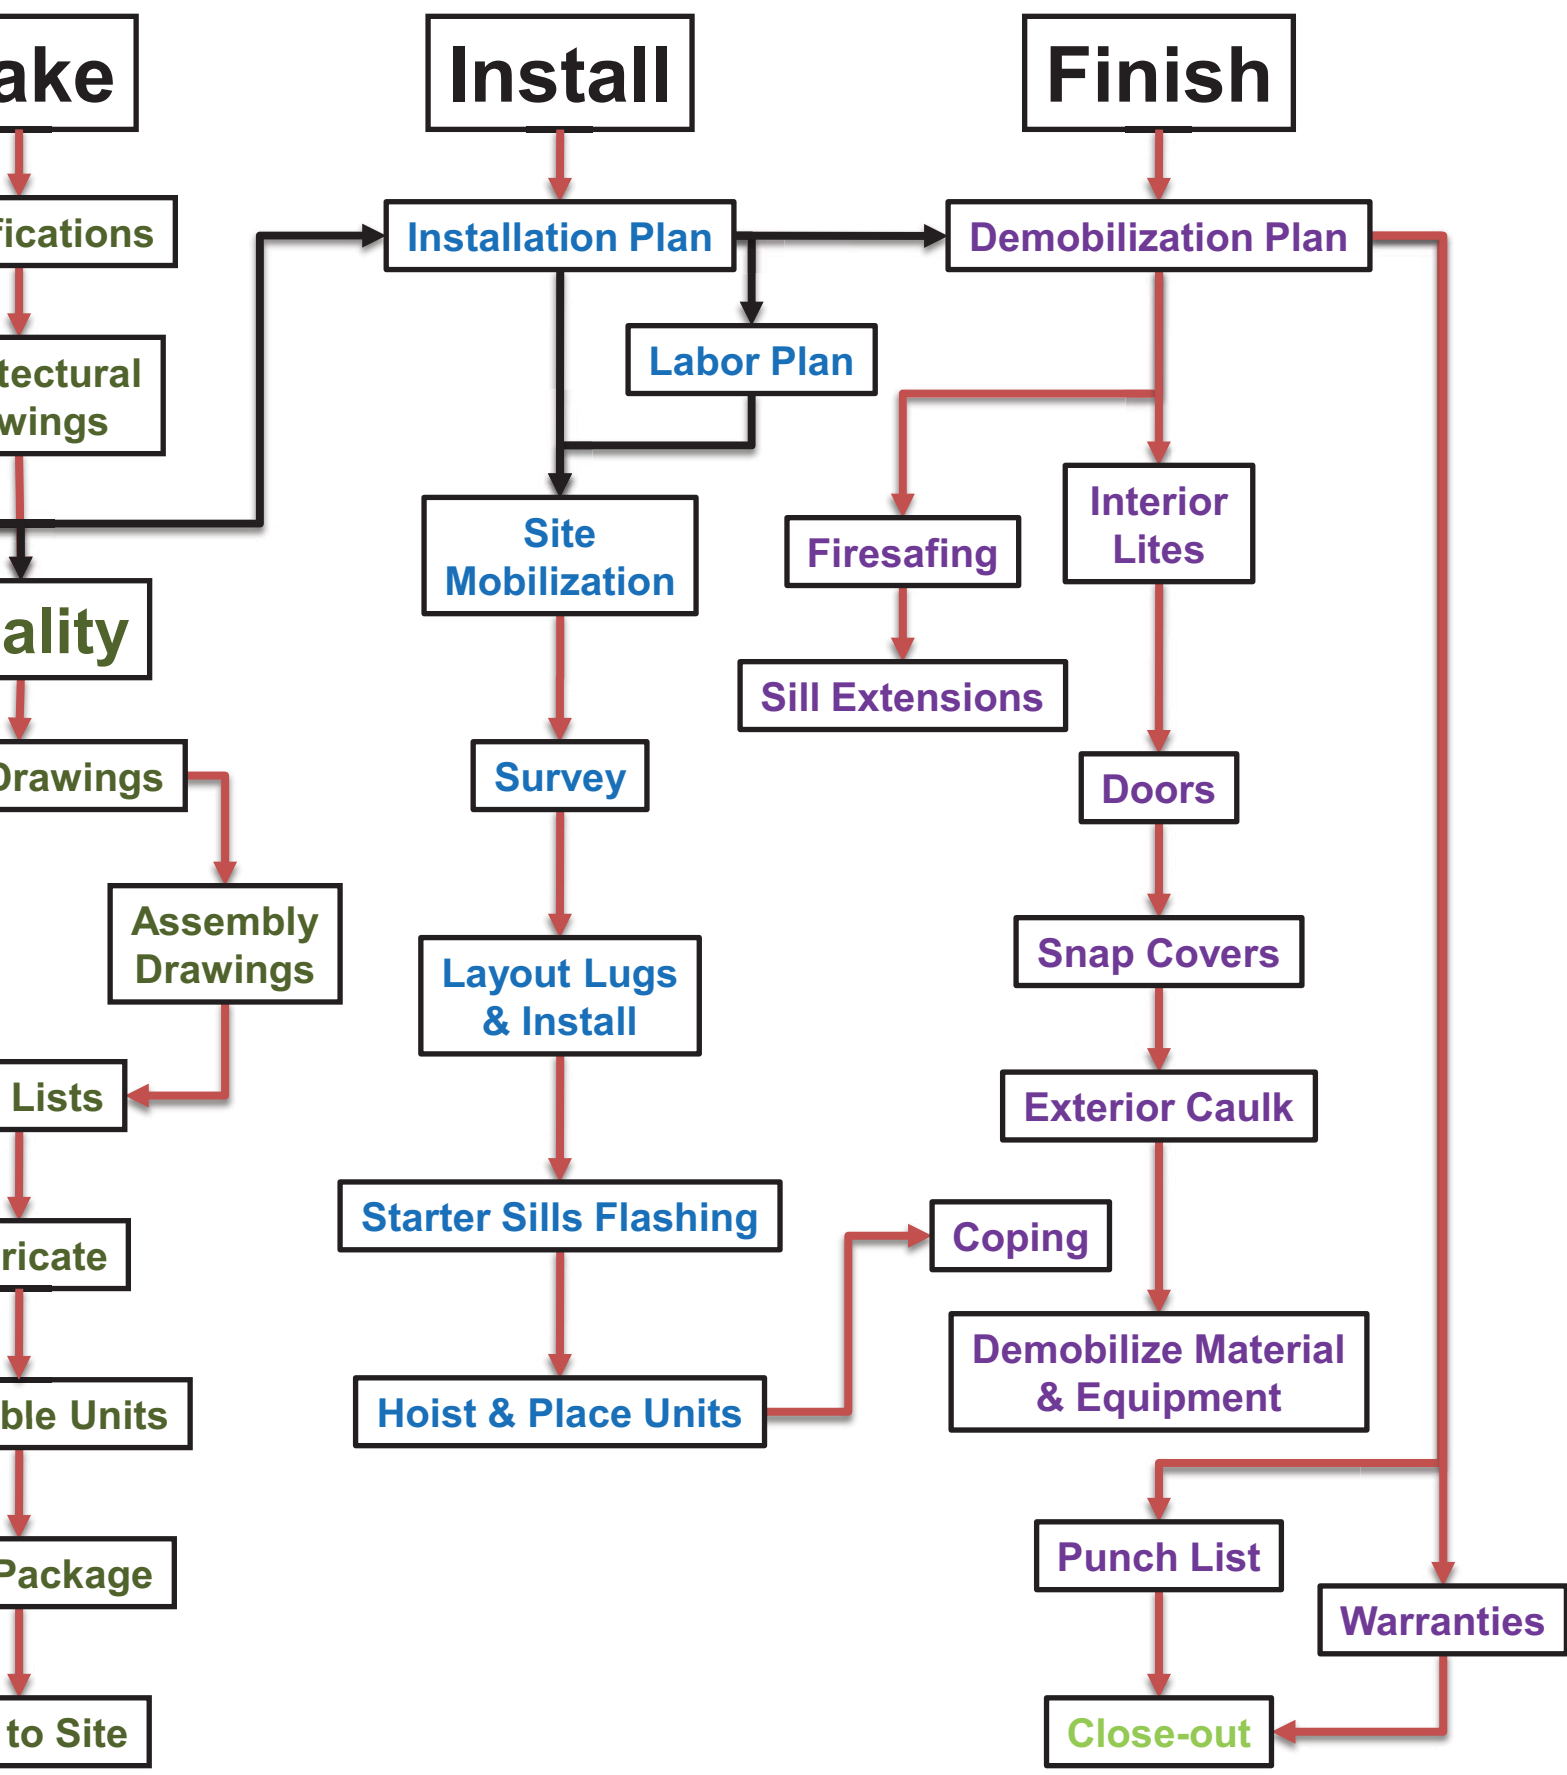 ake
Install
Finish
fications
Installation Plan
Demobilization Plan
Labor Plan
tectural
wings
Interior
Lites
Site
Mobilization
Firesafing
ality
Sill Extensions
Drawings
Survey
Doors
Assembly
Drawings
Layout Lugs
& Install
Snap Covers
Lists
Exterior Caulk
ricate
Starter Sills Flashing
Coping
Demobilize Material
& Equipment
ble Units
Hoist & Place Units
Package
Punch List
Warranties
to Site
Close-out